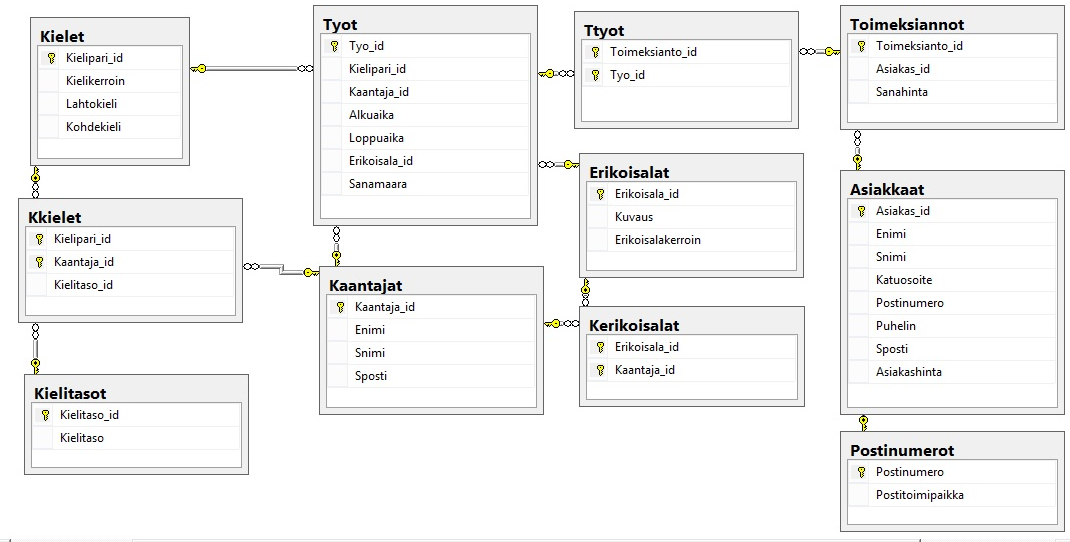 Kielet
Kielipari_id
Kielikerroin
Lahtokieli
Kohdekieli
Tyot
Tyo_id
Kielipari_id
Kaantaja_id
Alkuaika
Loppuaika
Erikoisala_id
Sanamaara
Ttyot
Toimeksianto_id
Tyo_id
Toimeksiannot
Toimeksianto_id
Asiakas_id
Sanahinta
Kkielet
Kielipari_id
Kaantaja_id
Kielitaso_id
Kaantajat
Kaantaja_id
Enimi
Snimi
Sposti
Erikoisalat
Erikoisala_id
Kuvaus
Erikoisalakerroin
Asiakkaat
Asiakas_id
Enimi
Snimi
Katuosoite
Postinumero
Puhelin
Sposti
Asiakashinta
Kielitasot
Kielitaso_id
Kielitaso
Kerikoisalat
Erikoisala_id
Kaantaja_id
Postinumerot
Postinumero
Postitoimipaikka